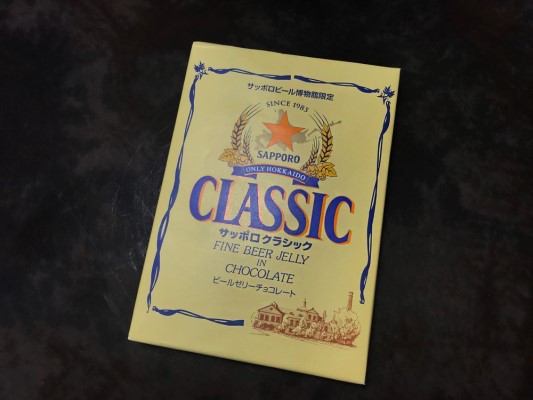 サッポロビール博物館限定
SINCE 1985
SAPPORO
ONLY HOKKAIDO
CLASSIC
サッポロ クラシック
FINE BEER JELLY
IN
CHOCOLATE
ビールゼリーチョコレート